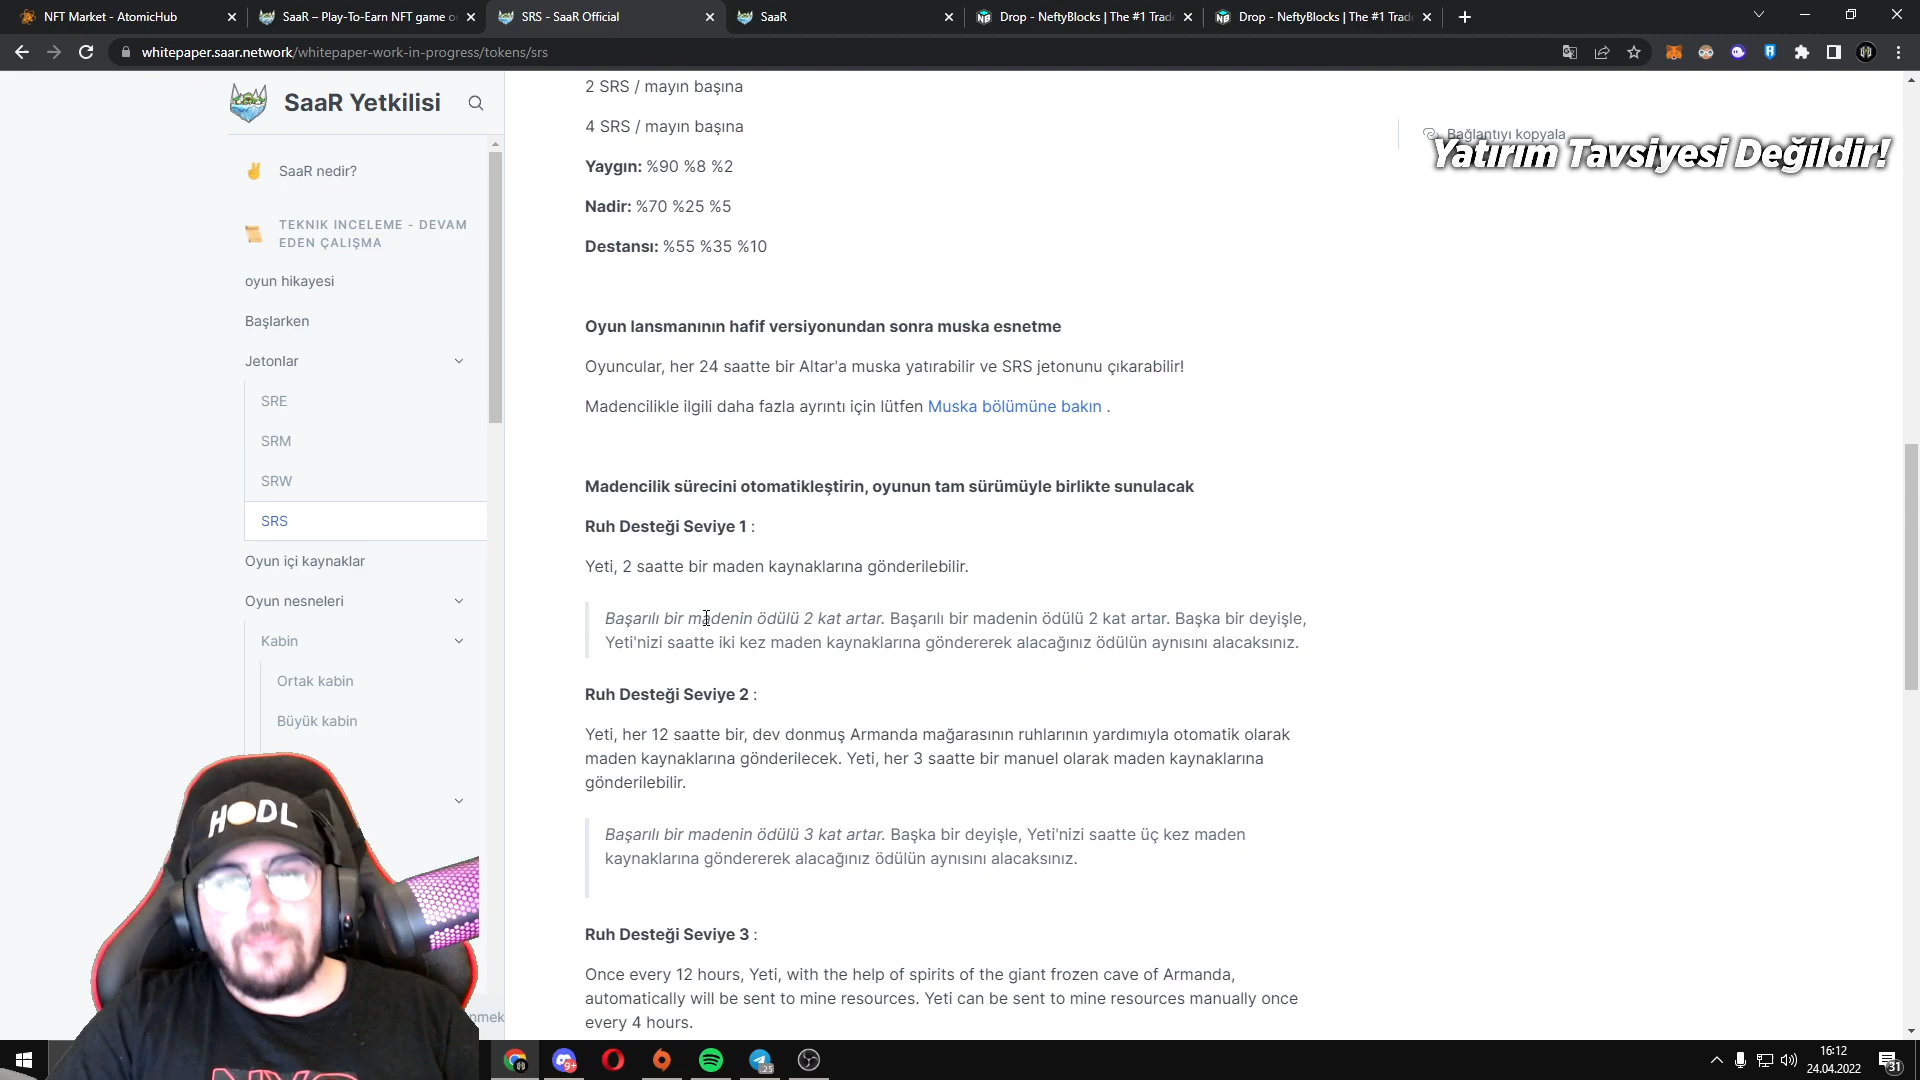 NFT Market - AtomicHub
SaaR – Play-To-Earn NFT game o
SRS - SaaR Official
SaaR
Drop - NeftyBlocks | The #1 Trad
Drop - NeftyBlocks | The #1 Trad
whitepaper.saar.network/whitepaper-work-in-progress/tokens/srs
SaaR Yetkilisi
SaaR nedir?
TEKNIK INCELEME - DEVAM
EDEN ÇALIŞMA
oyun hikayesi
Başlarken
Jetonlar
SRE
SRM
SRW
SRS
Oyun içi kaynaklar
Oyun nesneleri
Kabin
Ortak kabin
Büyük kabin
2 SRS / mayın başına
4 SRS / mayın başına
Yaygın: %90 %8 %2
Nadir: %70 %25 %5
Destansı: %55 %35 %10
Oyun lansmanının hafif versiyonundan sonra muska esnetme
Oyuncular, her 24 saatte bir Altar'a muska yatırabilir ve SRS jetonunu çıkarabilir!
Madencilikle ilgili daha fazla ayrıntı için lütfen Muska bölümüne bakın .
Madencilik sürecini otomatikleştirin, oyunun tam sürümüyle birlikte sunulacak
Ruh Desteği Seviye 1 :
Yeti, 2 saatte bir maden kaynaklarına gönderilebilir.
Başarılı bir madenin ödülü 2 kat artar. Başarılı bir madenin ödülü 2 kat artar. Başka bir deyişle,
Yeti'nizi saatte iki kez maden kaynaklarına göndererek alacağınız ödülün aynısını alacaksınız.
Ruh Desteği Seviye 2 :
Yeti, her 12 saatte bir, dev donmuş Armanda mağarasının ruhlarının yardımıyla otomatik olarak
maden kaynaklarına gönderilecek. Yeti, her 3 saatte bir manuel olarak maden kaynaklarına
gönderilebilir.
Başarılı bir madenin ödülü 3 kat artar. Başka bir deyişle, Yeti'nizi saatte üç kez maden
kaynaklarına göndererek alacağınız ödülün aynısını alacaksınız.
Ruh Desteği Seviye 3 :
Once every 12 hours, Yeti, with the help of spirits of the giant frozen cave of Armanda,
automatically will be sent to mine resources. Yeti can be sent to mine resources manually once
every 4 hours.
Bağlantıyı kopyala
Yatırım Tavsiyesi Değildir!
HODL
16:12
24.04.2022
31
9+
25